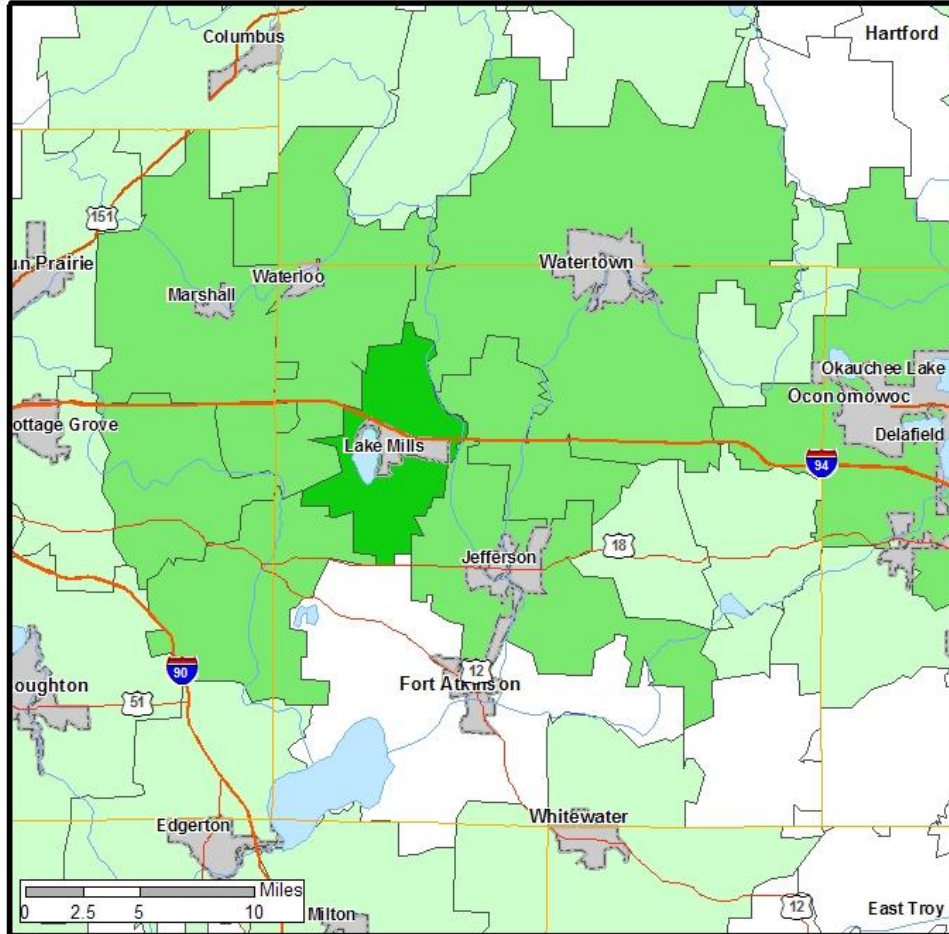 Columbus
Hartford
151
un Prairie
Waterloo
Watertown
Marshall
Okauchee Lake
Oconomowoc
ottage Grove
Delafield
Lake Mills
94
18
Jefferson
90
12
oughton
Fort Atkinson
51
Whitewater
Edgerton
Miles
0 2.5 5 10
Milton
12
East Troy